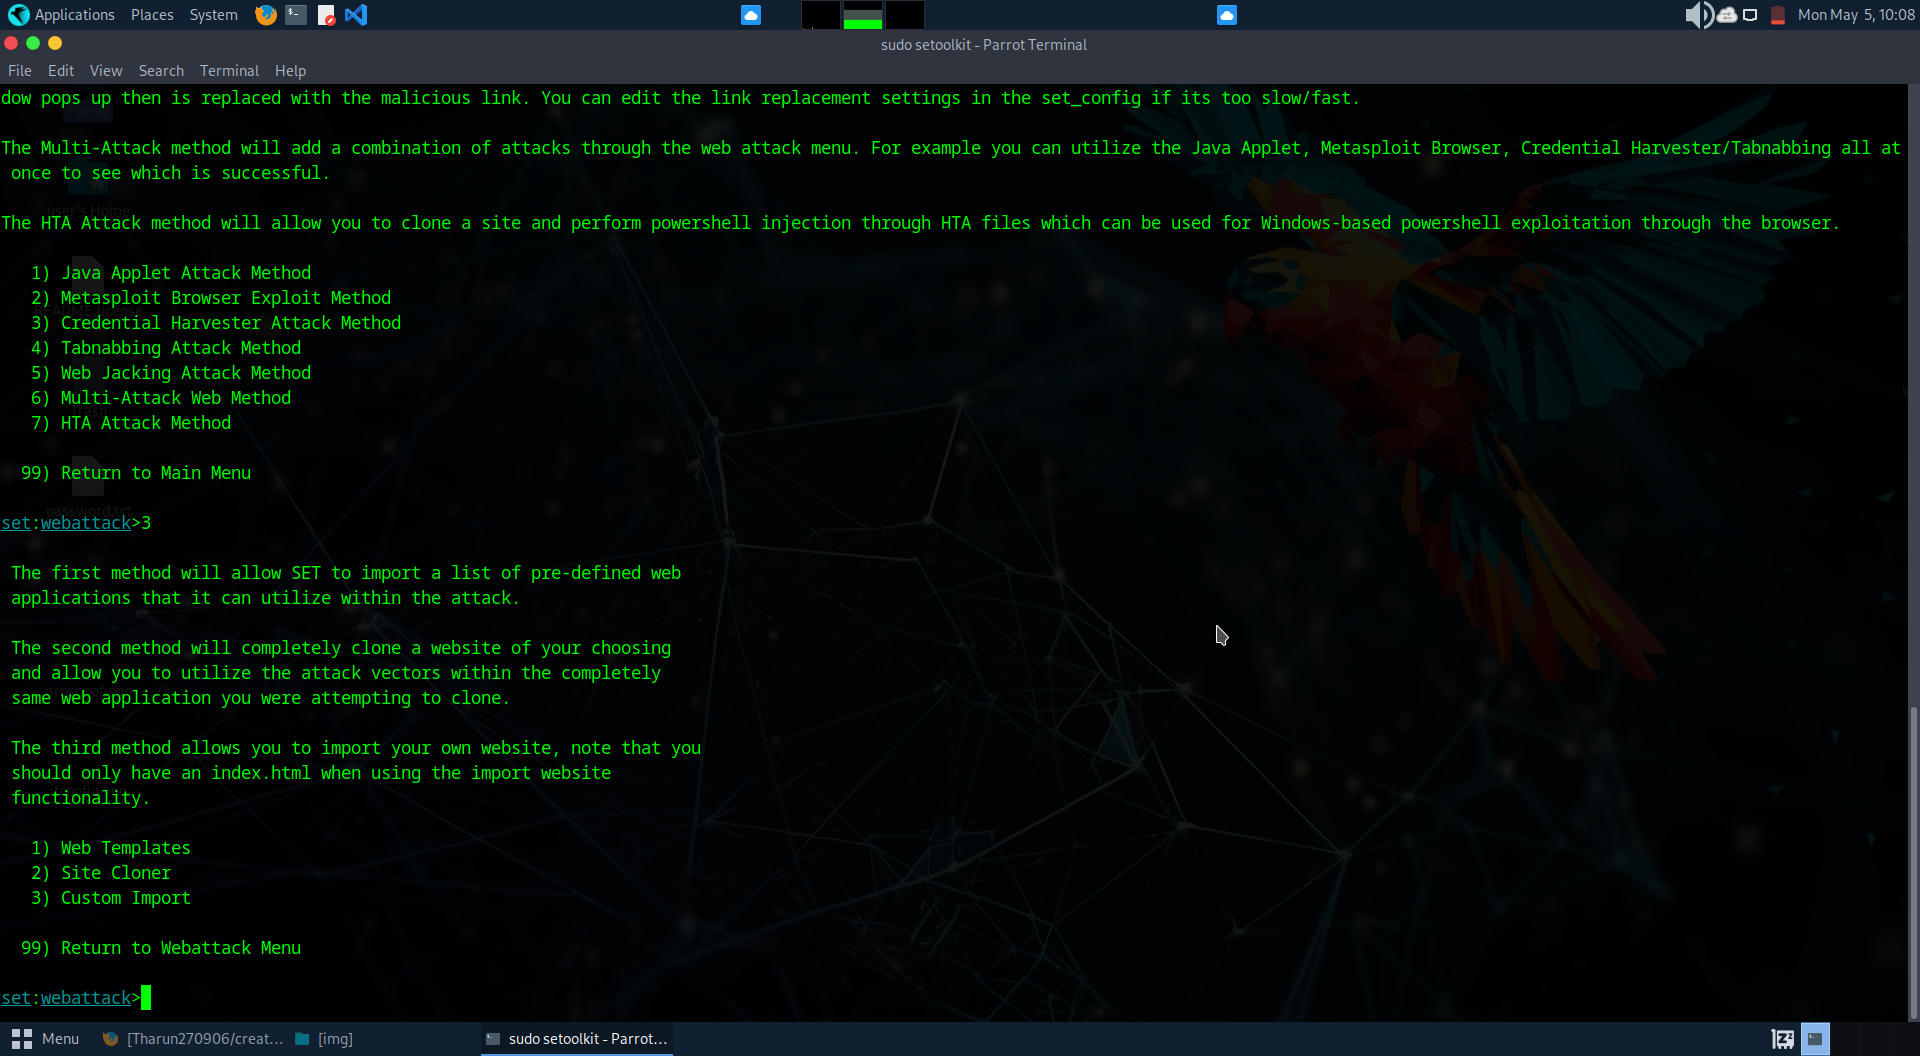 Applications Places System
Mon May 5, 10:08
sudo setoolkit - Parrot Terminal
File Edit View Search Terminal Help
dow pops up then is replaced with the malicious link. You can edit the link replacement settings in the set_config if its too slow/fast.
The Multi-Attack method will add a combination of attacks through the web attack menu. For example you can utilize the Java Applet, Metasploit Browser, Credential Harvester/Tabnabbing all at
once to see which is successful.
The HTA Attack method will allow you to clone a site and perform powershell injection through HTA files which can be used for Windows-based powershell exploitation through the browser.
1) Java Applet Attack Method
2) Metasploit Browser Exploit Method
3) Credential Harvester Attack Method
4) Tabnabbing Attack Method
5) Web Jacking Attack Method
6) Multi-Attack Web Method
7) HTA Attack Method
99) Return to Main Menu
password.txt
set:webattack>3
The first method will allow SET to import a list of pre-defined web
applications that it can utilize within the attack.
The second method will completely clone a website of your choosing
and allow you to utilize the attack vectors within the completely
same web application you were attempting to clone.
The third method allows you to import your own website, note that you
should only have an index.html when using the import website
functionality.
1) Web Templates
2) Site Cloner
3) Custom Import
99) Return to Webattack Menu
set:webattack>
Menu [Tharun270906/creat... [img] sudo setoolkit - Parrot...